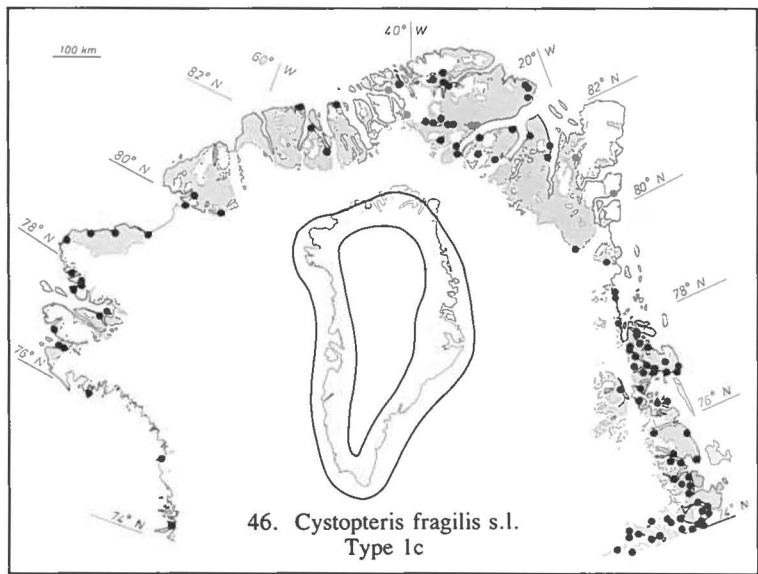 40° W
100 km
60° W
20° W
82° N
82° N
80° N
80° N
78° N
78° N
76° N
76° N
74° N
4° N
46. Cystopteris fragilis s.l.
Type 1c